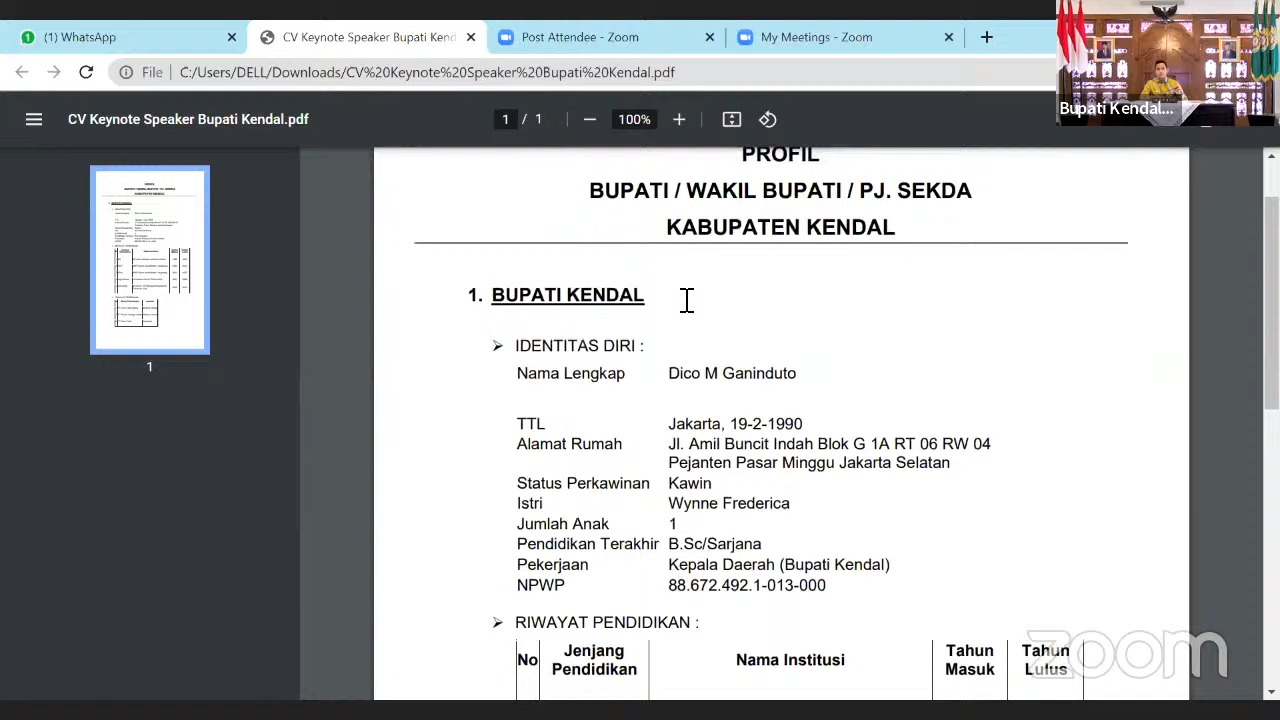 (1) WhatsApp
CV Keynote Speaker Bupati Kend
Post Attendee - Zoom
My Meetings - Zoom
File
C:/Users/DELL/Downloads/CV%20Keynote%20Speaker%20Bupati%20Kendal.pdf
Bupati Kendal...
CV Keynote Speaker Bupati Kendal.pdf
1 / 1
100%
1
PROFIL
BUPATI / WAKIL BUPATI / PJ. SEKDA
KABUPATEN KENDAL
1. BUPATI KENDAL
IDENTITAS DIRI :
Nama Lengkap Dico M Ganinduto
TTL Jakarta, 19-2-1990
Alamat Rumah Jl. Amil Buncit Indah Blok G 1A RT 06 RW 04
Pejanten Pasar Minggu Jakarta Selatan
Status Perkawinan Kawin
Istri Wynne Frederica
Jumlah Anak 1
Pendidikan Terakhir B.Sc/Sarjana
Pekerjaan Kepala Daerah (Bupati Kendal)
NPWP 88.672.492.1-013-000
RIWAYAT PENDIDIKAN :
No Jenjang Pendidikan Nama Institusi Tahun Masuk Tahun Lulus
zoom